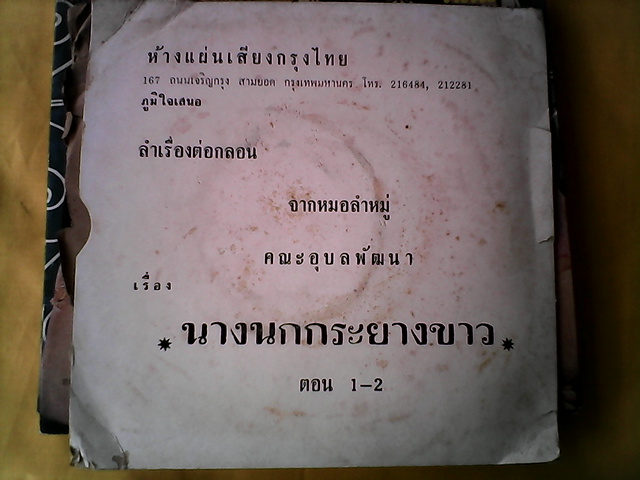 ห้างแผ่นเสียงกรุงไทย
167 ถนนเจริญกรุง สามยอด กรุงเทพมหานคร โทร. 216484, 212281
ภูมิใจเสนอ
ลำเรื่องต่อกลอน
จากหมอลำหมู่
คณะอุบลพัฒนา
เรื่อง
* นางนกกระยางขาว *
ตอน 1-2